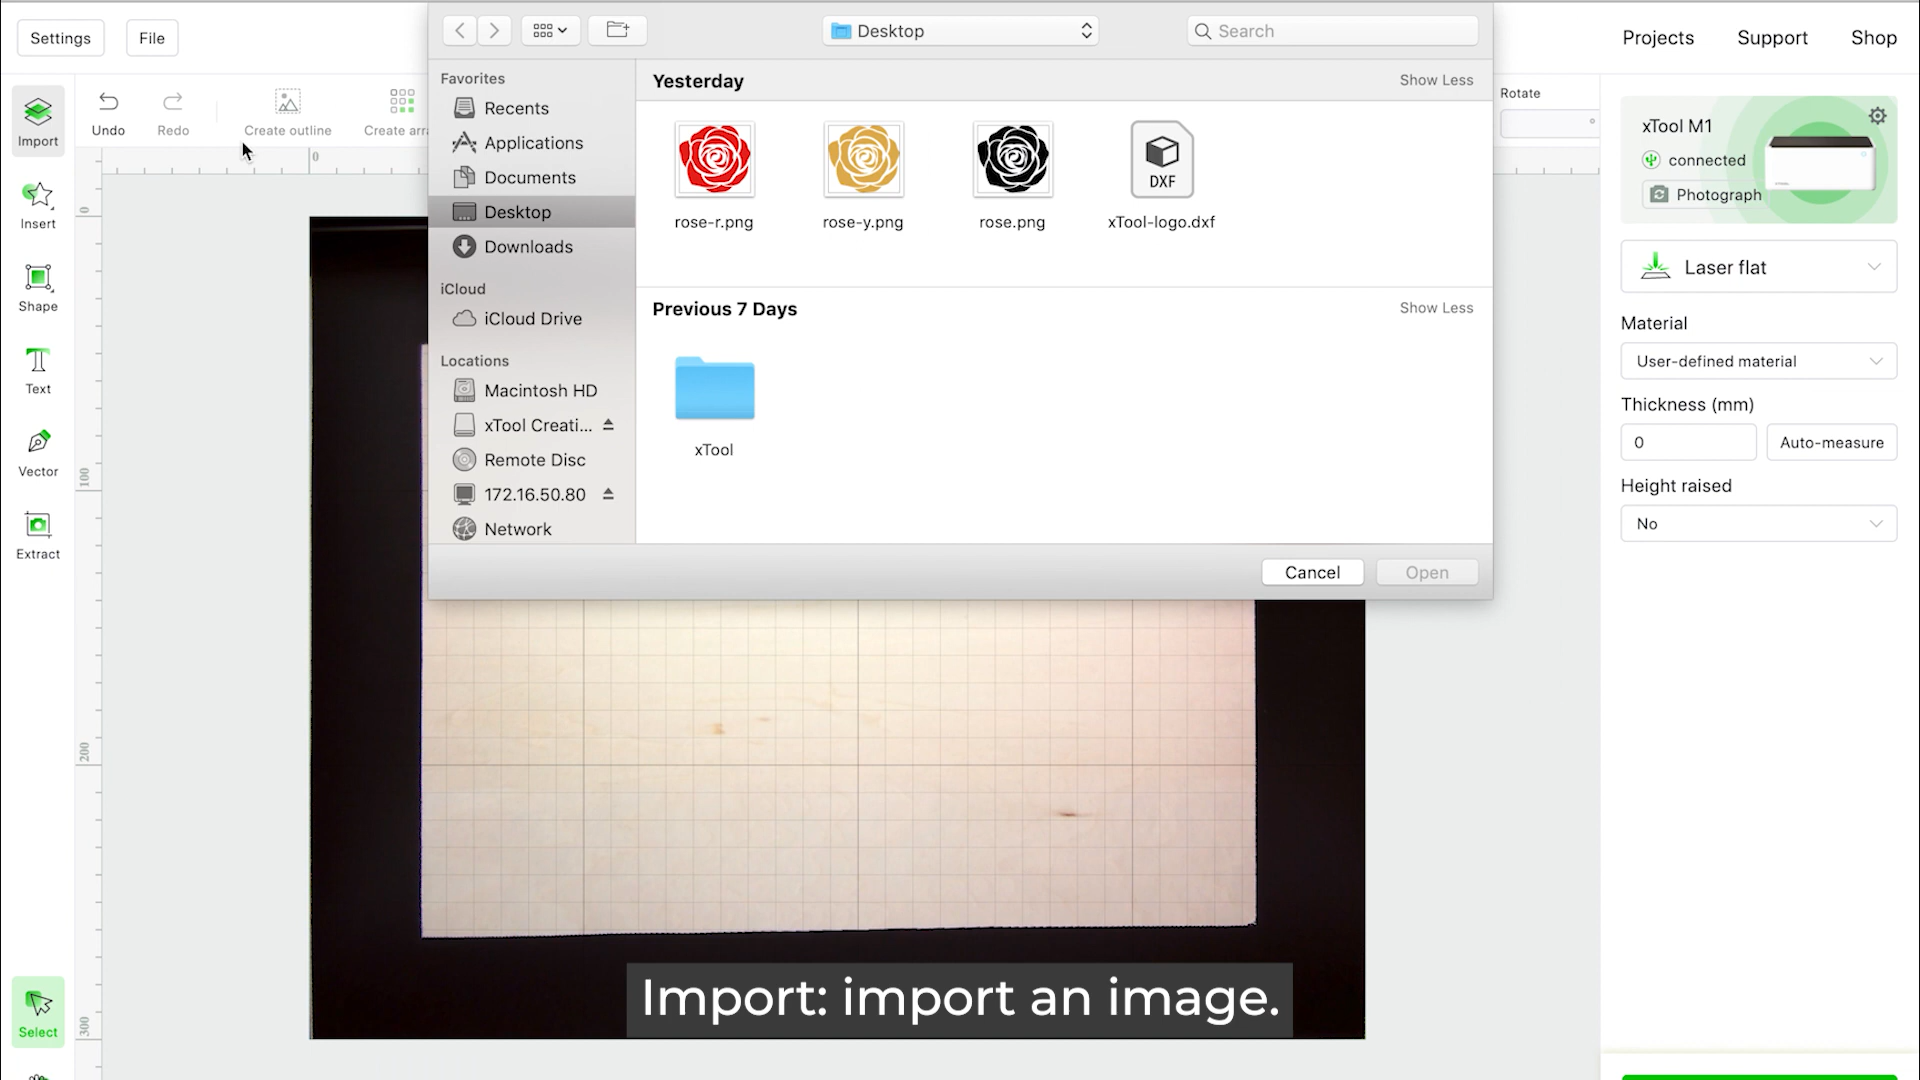 Settings
File
Desktop
Search
Projects
Support
Shop
Import
Insert
Shape
Text
Vector
Extract
Select
Undo
Redo
Create outline
Create arr
Rotate
°
0
0
100
200
300
Favorites
Recents
Applications
Documents
Desktop
Downloads
iCloud
iCloud Drive
Locations
Macintosh HD
xTool Creati...
Remote Disc
172.16.50.80
Network
Yesterday
Show Less
DXF
rose-r.png
rose-y.png
rose.png
xTool-logo.dxf
Previous 7 Days
Show Less
xTool
Cancel
Open
xTool M1
connected
Photograph
Laser flat
Material
User-defined material
Thickness (mm)
0
Auto-measure
Height raised
No
Import: import an image.